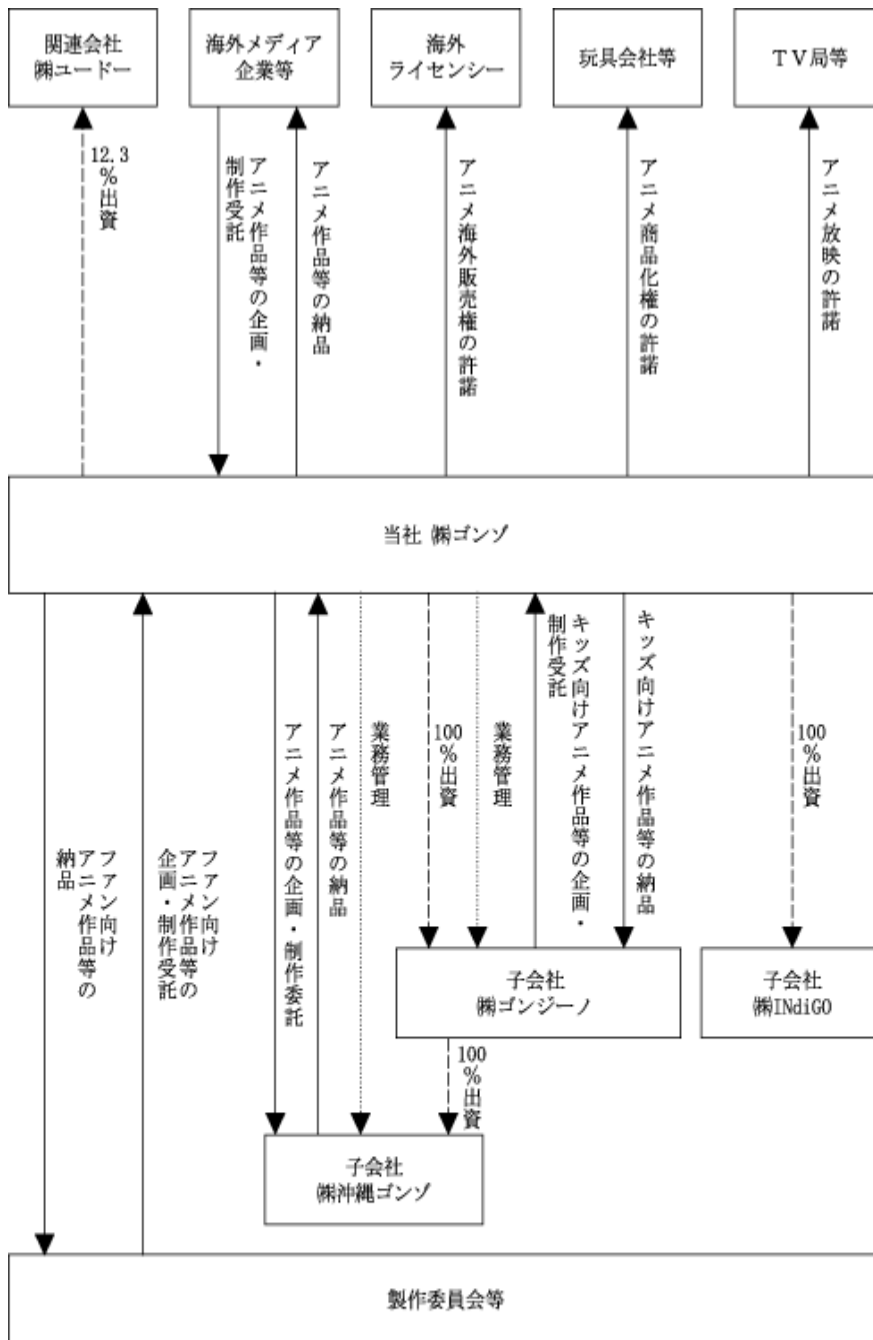 関連会社
㈱ユードー
海外メディア
企業等
海外
ライセンシー
玩具会社等
ＴＶ局等
12.3
％出資
アニメ作品等の企画・
制作受託
アニメ作品等の納品
アニメ海外販売権の許諾
アニメ商品化権の許諾
アニメ放映の許諾
当社 ㈱ゴンゾ
ファン向け
アニメ作品等の
納品
ファン向け
アニメ作品等の
企画・制作受託
アニメ作品等の企画・制作委託
アニメ作品等の納品
業務管理
100
％出資
業務管理
キッズ向けアニメ作品等の企画・
制作受託
キッズ向けアニメ作品等の納品
100
％出資
子会社
㈱ゴンジーノ
子会社
㈱INdiGO
100
％出資
子会社
㈱沖縄ゴンゾ
製作委員会等